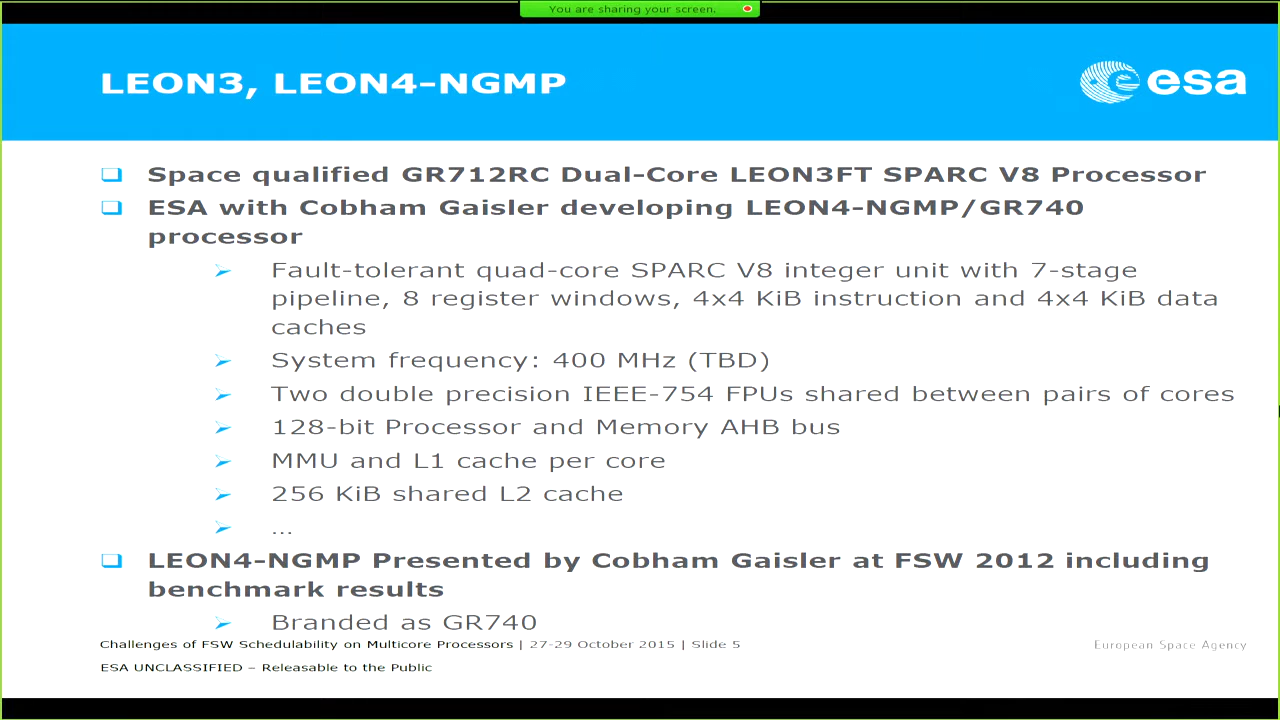 You are sharing your screen.
LEON3, LEON4-NGMP
esa
Space qualified GR712RC Dual-Core LEON3FT SPARC V8 Processor
ESA with Cobham Gaisler developing LEON4-NGMP/GR740
processor
Fault-tolerant quad-core SPARC V8 integer unit with 7-stage
pipeline, 8 register windows, 4x4 KiB instruction and 4x4 KiB data
caches
System frequency: 400 MHz (TBD)
Two double precision IEEE-754 FPUs shared between pairs of cores
128-bit Processor and Memory AHB bus
MMU and L1 cache per core
256 KiB shared L2 cache
…
LEON4-NGMP Presented by Cobham Gaisler at FSW 2012 including
benchmark results
Branded as GR740
Challenges of FSW Schedulability on Multicore Processors | 27-29 October 2015 | Slide 5
European Space Agency
ESA UNCLASSIFIED – Releasable to the Public